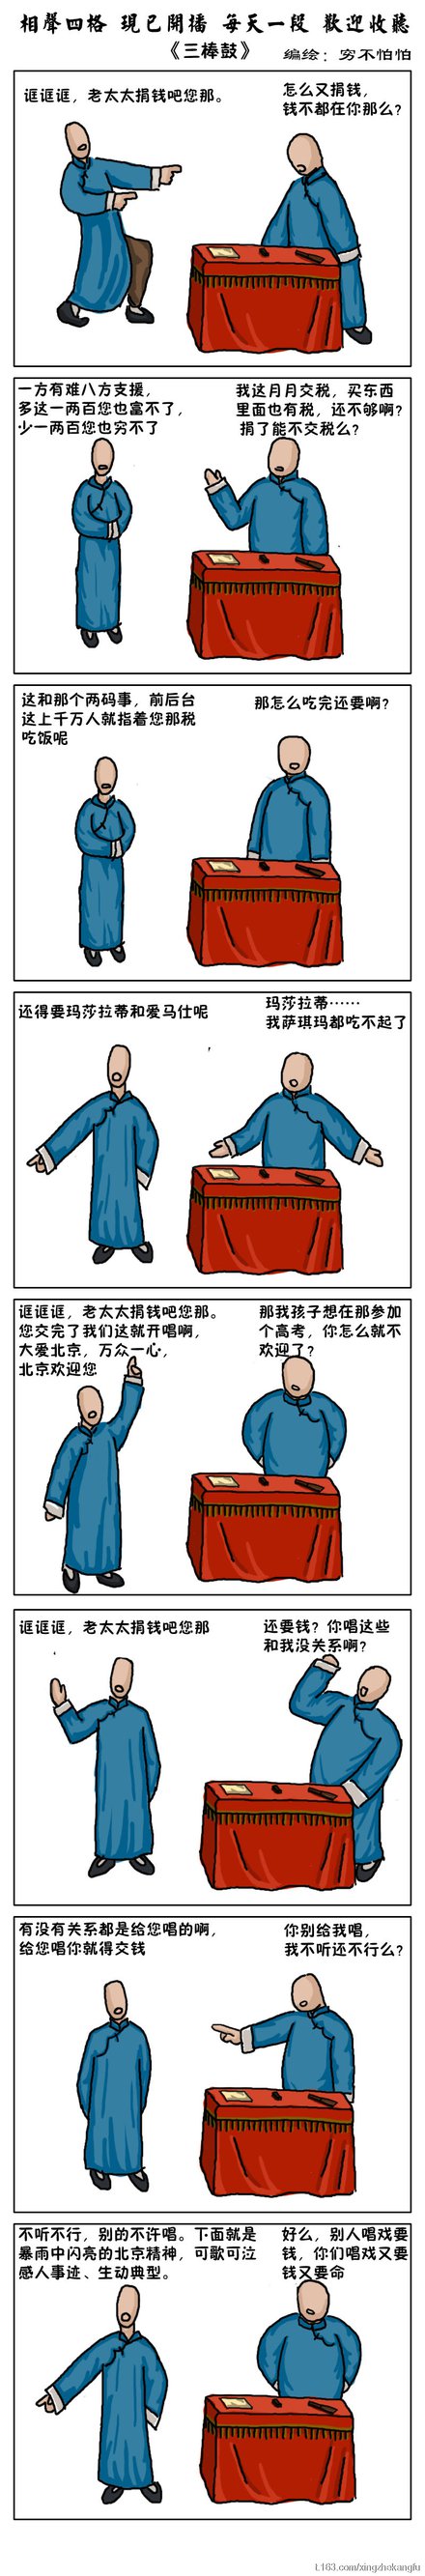 相聲四格 現已開播 每天一段 歡迎收聽
《三棒鼓》 编绘：穷不怕怕
诓诓诓，老太太捐钱吧您那。
怎么又捐钱，
钱不都在你那么？
一方有难八方支援，
多这一两百您也富不了，
少一两百您也穷不了
我这月月交税，买东西
里面也有税，还不够啊？
捐了能不交税么？
这和那个两码事，前后台
这上千万人就指着您那税
吃饭呢
那怎么吃完还要啊？
还得要玛莎拉蒂和爱马仕呢
玛莎拉蒂……
我萨琪玛都吃不起了
诓诓诓，老太太捐钱吧您那。
您交完了我们这就开唱啊，
大爱北京，万众一心，
北京欢迎您
那我孩子想在那参加
个高考，你怎么就不
欢迎了？
诓诓诓，老太太捐钱吧您那
还要钱？你唱这些
和我没关系啊？
有没有关系都是给您唱的啊，
给您唱你就得交钱
你别给我唱，
我不听还不行么？
不听不行，别的不许唱。下面就是
暴雨中闪亮的北京精神，可歌可泣
感人事迹、生动典型。
好么，别人唱戏要
钱，你们唱戏又要
钱又要命
t.163.com/xingzhekangfu